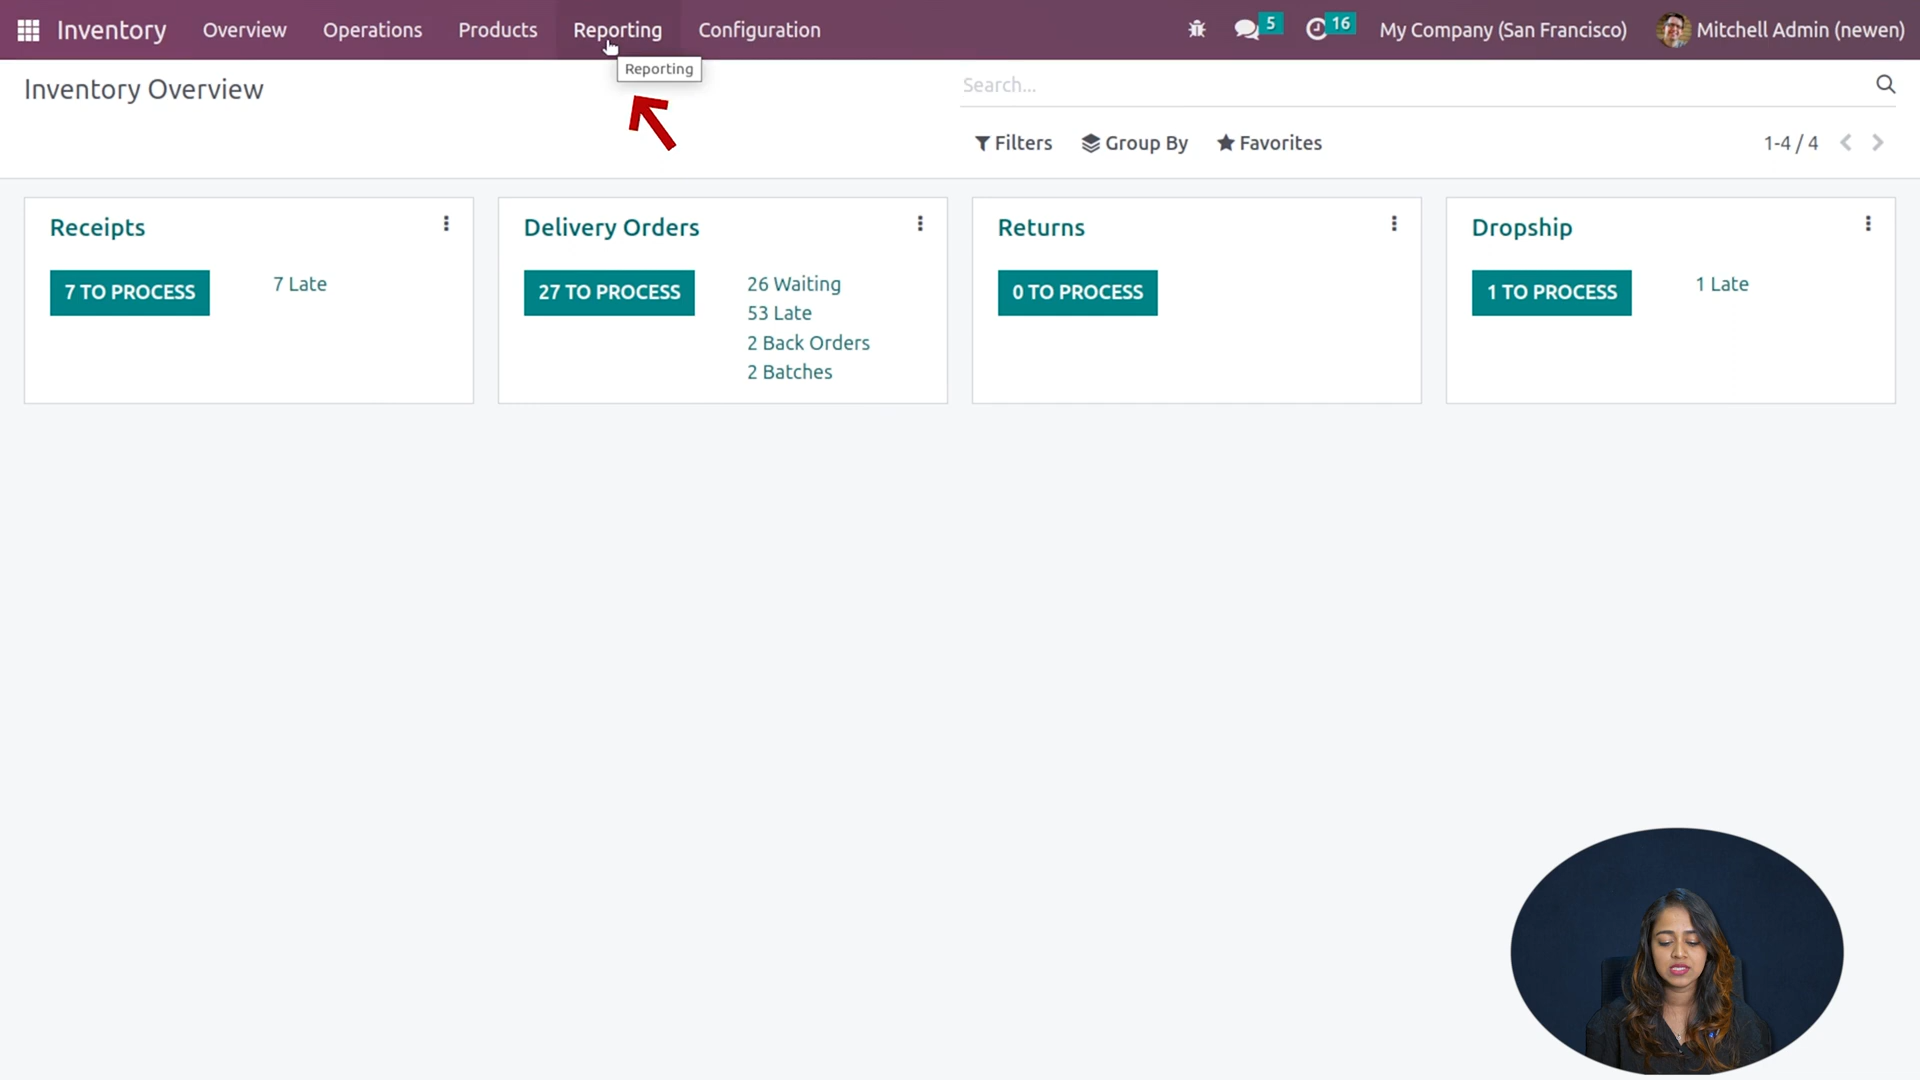 Inventory Overview Operations Products Reporting Configuration 5 16 My Company (San Francisco) Mitchell Admin (newen)
Reporting
Inventory Overview
Search...
Filters Group By Favorites 1-4 / 4
Receipts
7 TO PROCESS
7 Late
Delivery Orders
27 TO PROCESS
26 Waiting
53 Late
2 Back Orders
2 Batches
Returns
0 TO PROCESS
Dropship
1 TO PROCESS
1 Late